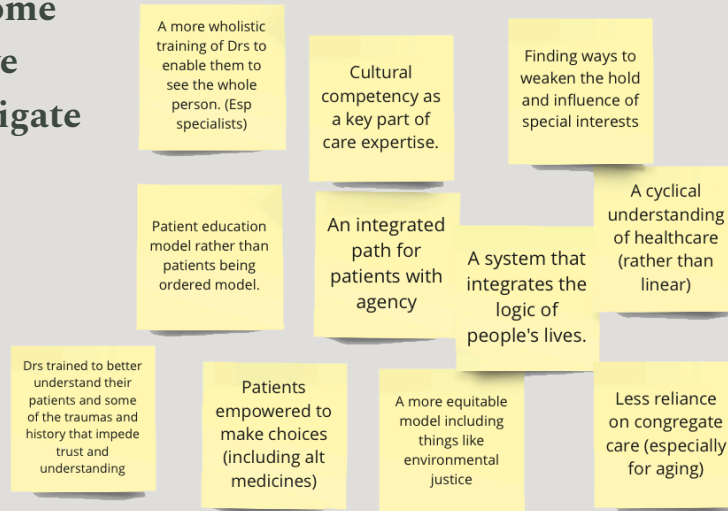 ome
e
igate
A more wholistic
training of Drs to
enable them to
see the whole
person. (Esp
specialists)
Cultural
competency as
a key part of
care expertise.
Finding ways to
weaken the hold
and influence of
special interests
A cyclical
understanding
of healthcare
(rather than
linear)
Patient education
model rather than
patients being
ordered model.
An integrated
path for
patients with
agency
A system that
integrates the
logic of
people's lives.
Drs trained to better
understand their
patients and some
of the traumas and
history that impede
trust and
understanding
Patients
empowered to
make choices
(including alt
medicines)
A more equitable
model including
things like
environmental
justice
Less reliance
on congregate
care (especially
for aging)